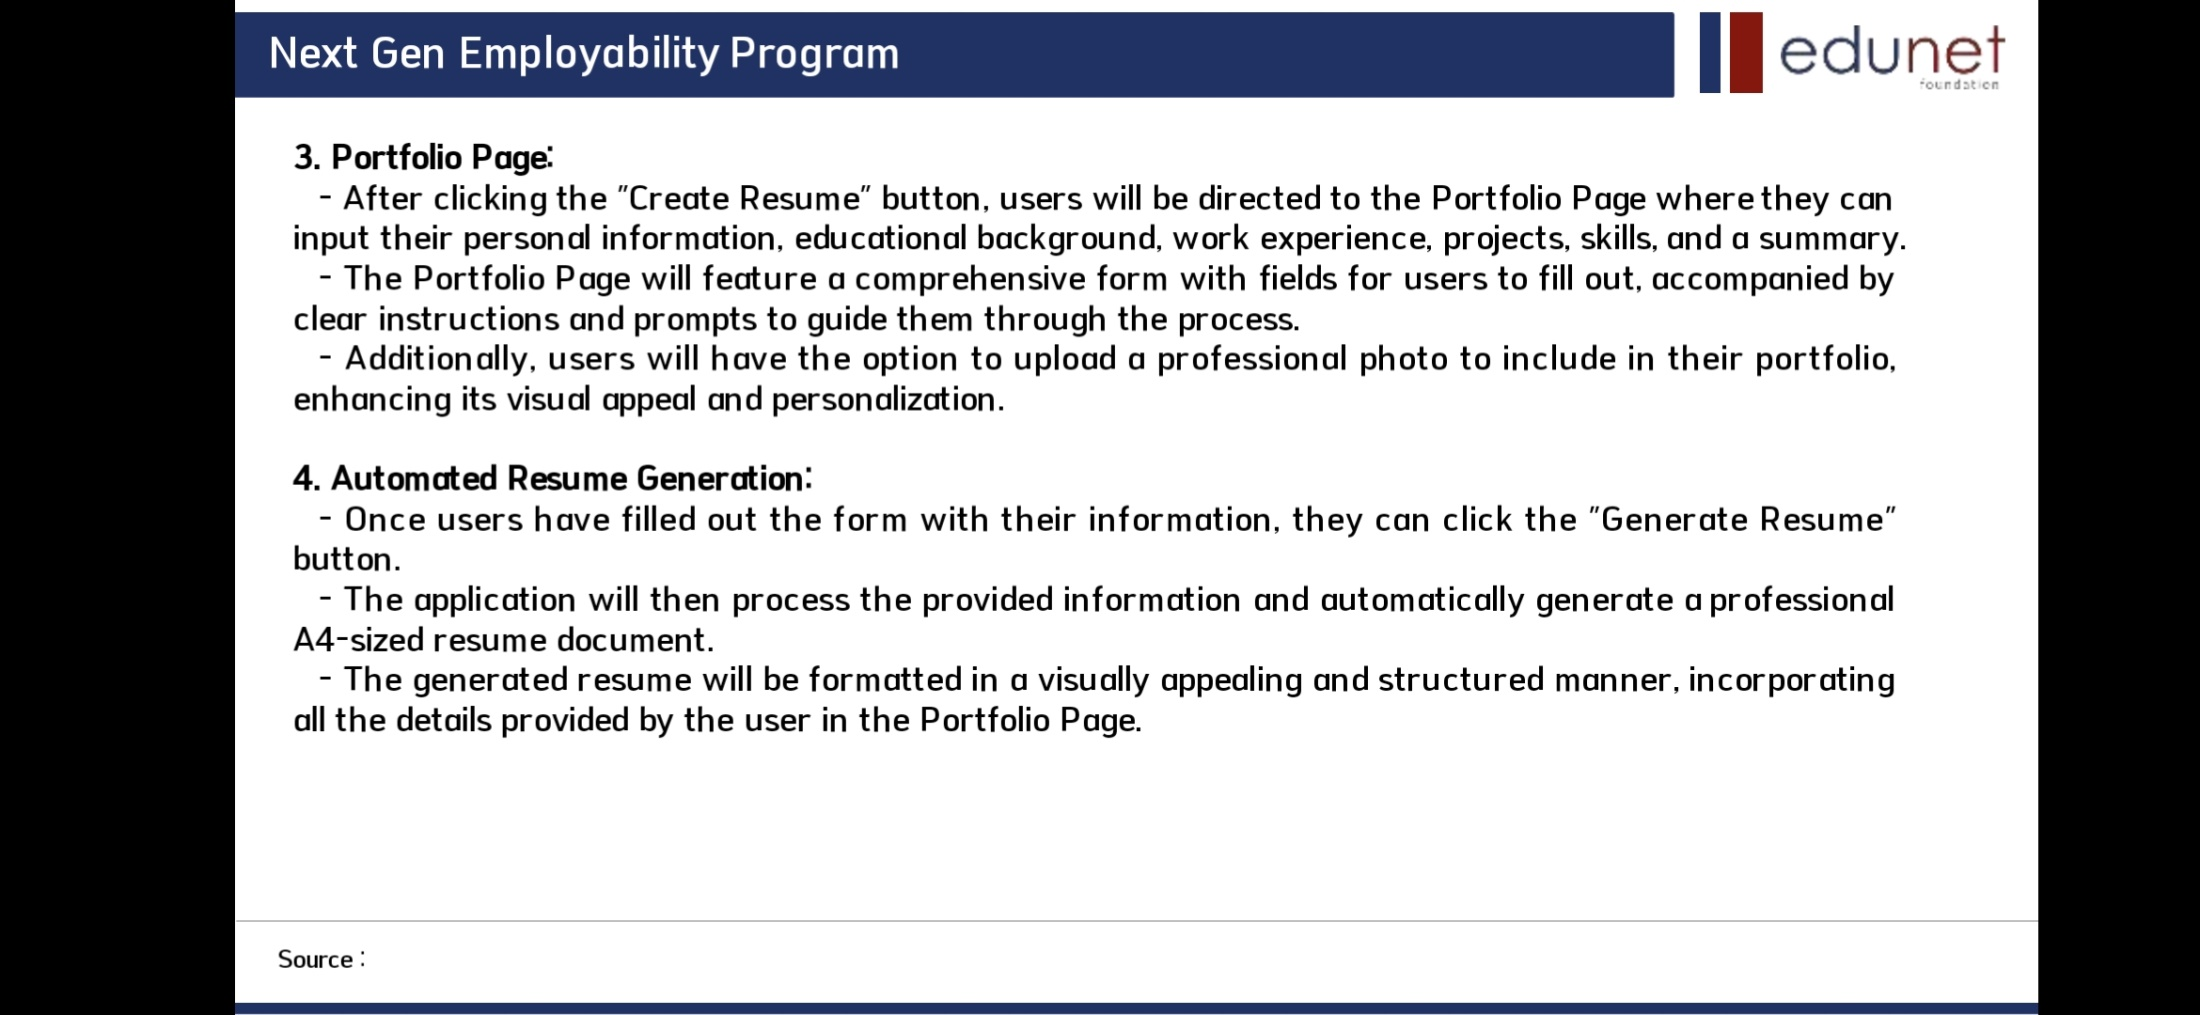 Next Gen Employability Program
edunet
foundation
3. Portfolio Page:
- After clicking the "Create Resume" button, users will be directed to the Portfolio Page where they can
input their personal information, educational background, work experience, projects, skills, and a summary.
- The Portfolio Page will feature a comprehensive form with fields for users to fill out, accompanied by
clear instructions and prompts to guide them through the process.
- Additionally, users will have the option to upload a professional photo to include in their portfolio,
enhancing its visual appeal and personalization.
4. Automated Resume Generation:
- Once users have filled out the form with their information, they can click the "Generate Resume"
button.
- The application will then process the provided information and automatically generate a professional
A4-sized resume document.
- The generated resume will be formatted in a visually appealing and structured manner, incorporating
all the details provided by the user in the Portfolio Page.
Source :